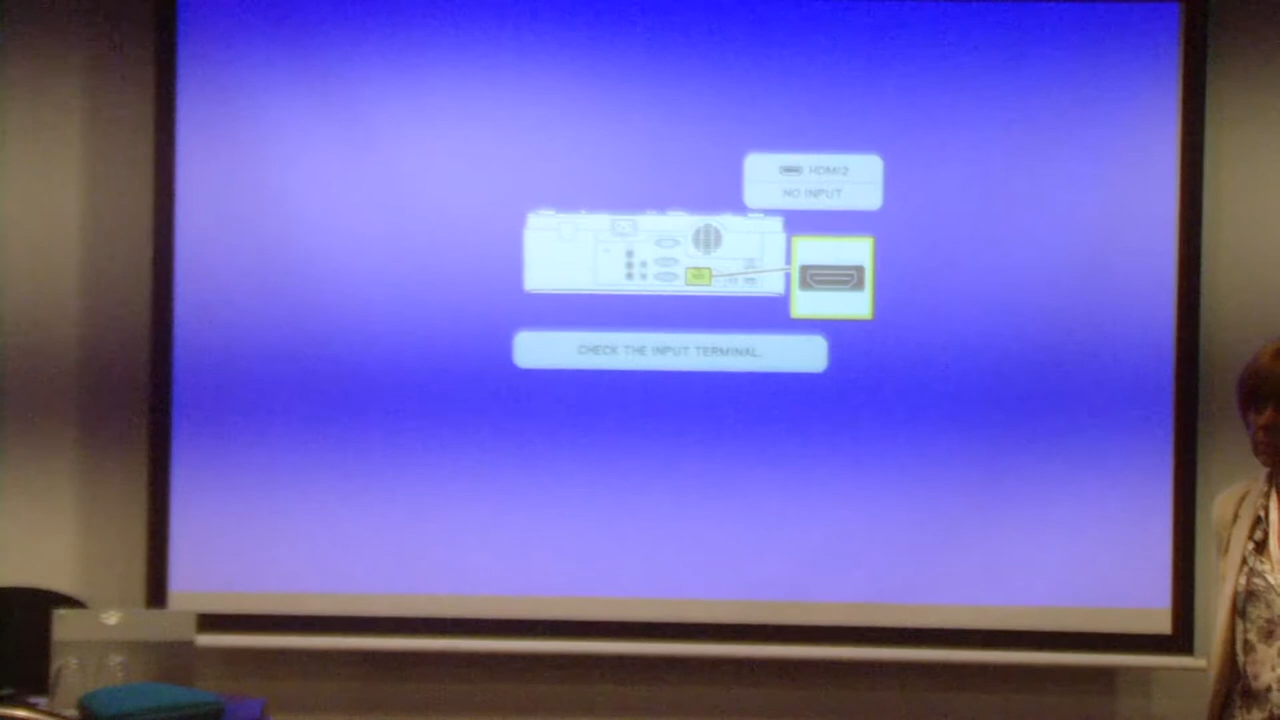 HDMI2
NO INPUT
CHECK THE INPUT TERMINAL.